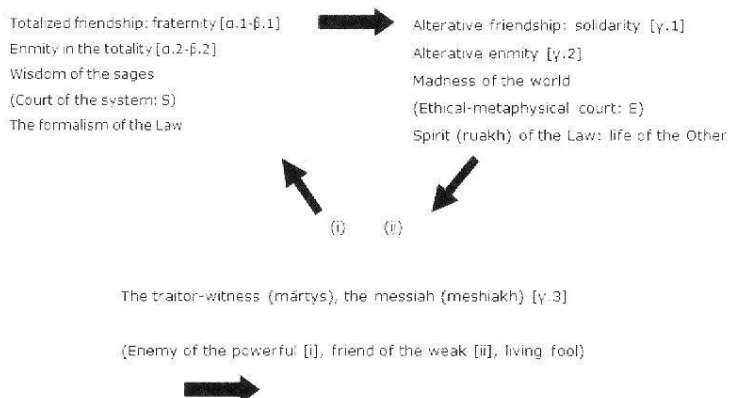 Totalized friendship: fraternity [α.1-β.1]
Enmity in the totality [α.2-β.2]
Wisdom of the sages
(Court of the system: S)
The formalism of the Law
Alterative friendship: solidarity [γ.1]
Alterative enmity [γ.2]
Madness of the world
(Ethical-metaphysical court: E)
Spirit (ruakh) of the Law: life of the Other
(i) (ii)
The traitor-witness (mártys), the messiah (meshiakh) [γ.3]
(Enemy of the powerful [i], friend of the weak [ii], living fool)